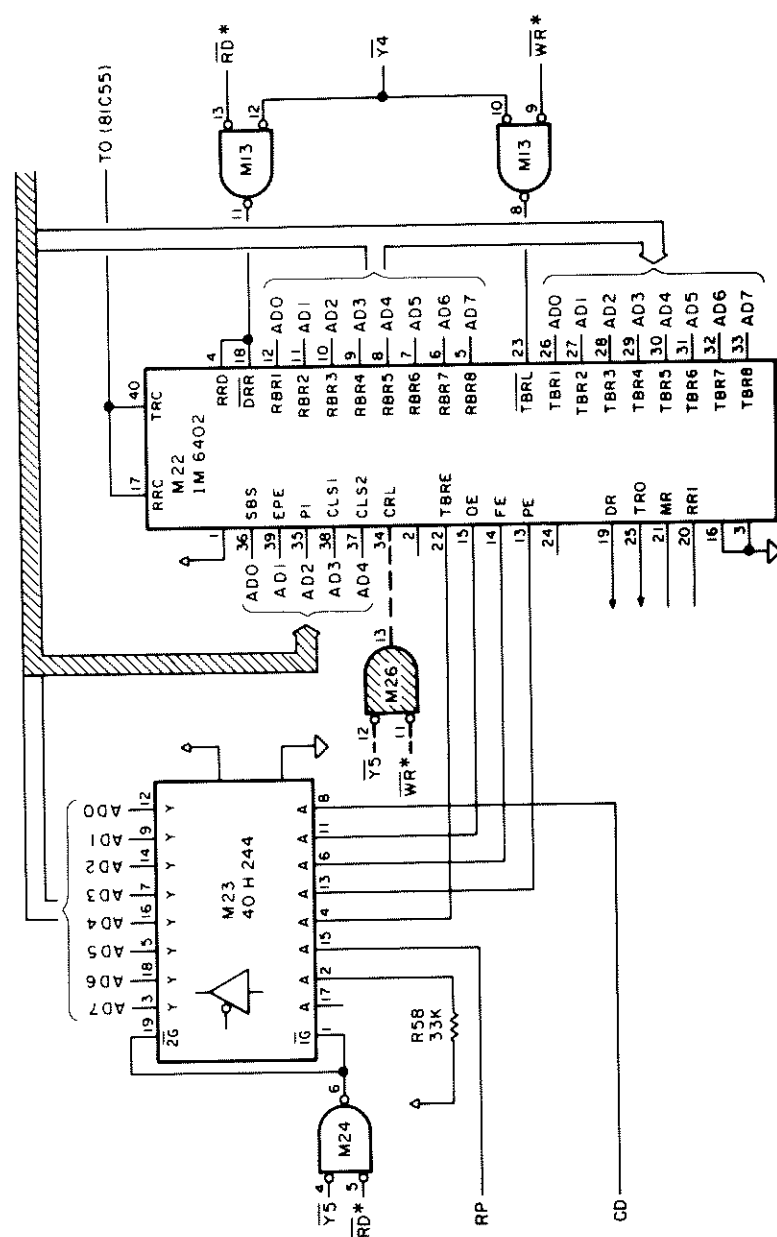 TO (81C55)
RD*
Y4
WR*
13
12
M13
11
10
9
M13
8
17
40
RRC
TRC
M22
IM 6402
RRD 4
DRR 18
RBR1 12 AD0
RBR2 11 AD1
RBR3 10 AD2
RBR4 9 AD3
RBR5 8 AD4
RBR6 7 AD5
RBR7 6 AD6
RBR8 5 AD7
TBRL 23
TBR1 26 AD0
TBR2 27 AD1
TBR3 28 AD2
TBR4 29 AD3
TBR5 30 AD4
TBR6 31 AD5
TBR7 32 AD6
TBR8 33 AD7
1
AD0 36 SBS
AD1 39 EPE
AD2 35 PI
AD3 38 CLS1
AD4 37 CLS2
34 CRL
2
22 TBRE
15 OE
14 FE
13 PE
24
19 DR
25 TRO
21 MR
20 RRI
16
3
Y5 12
WR* 11
M26
13
AD7 AD6 AD5 AD4 AD3 AD2 AD1 AD0
19 3 18 5 16 7 14 9 12
2G Y Y Y Y Y Y Y Y
M23
40H244
1G A A A A A A A A
1 17 2 15 4 13 6 11 8
Y5 4
RD* 5
M24
6
R58
33K
RP
CD